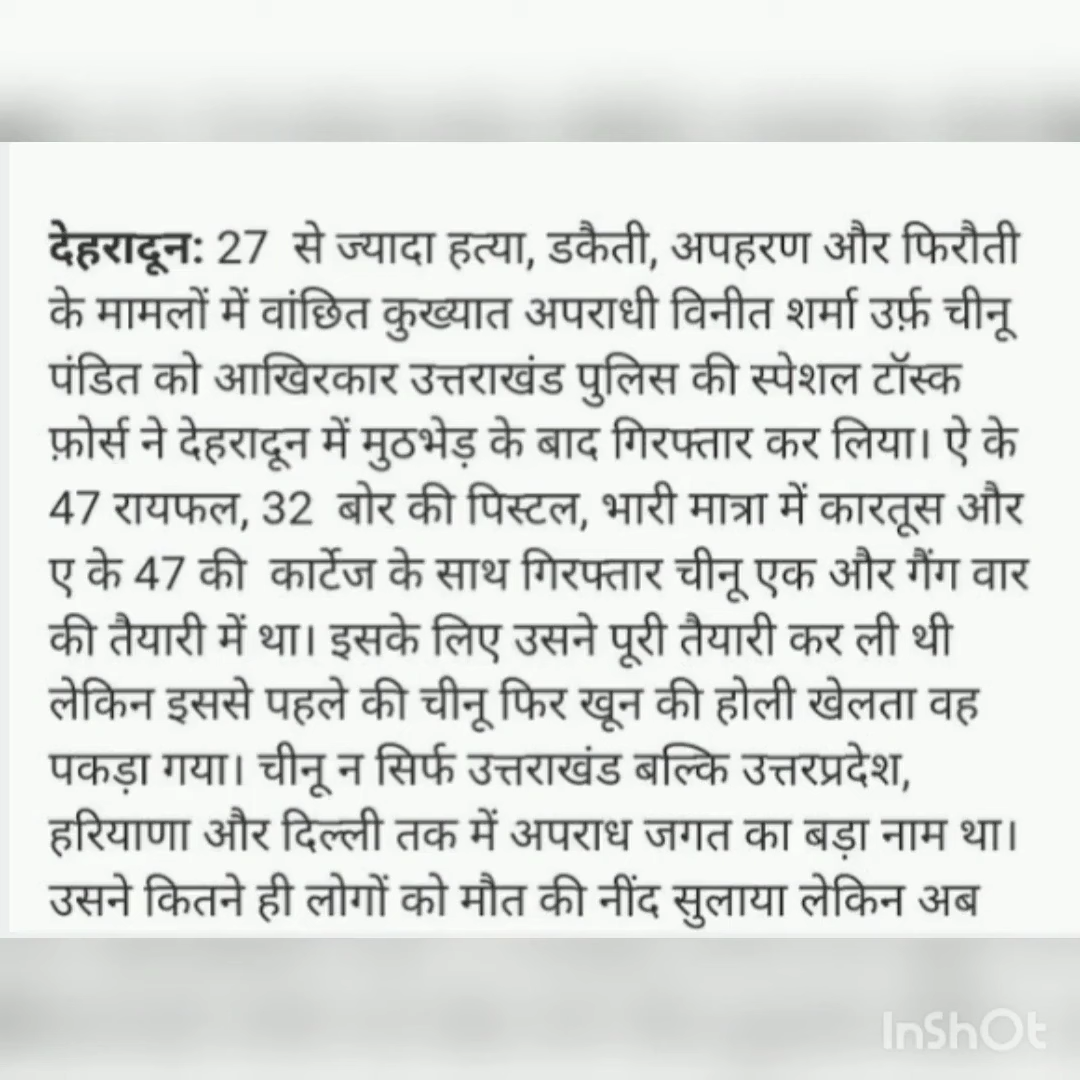 देहरादून: 27 से ज्यादा हत्या, डकैती, अपहरण और फिरौती
के मामलों में वांछित कुख्यात अपराधी विनीत शर्मा उर्फ़ चीनू
पंडित को आखिरकार उत्तराखंड पुलिस की स्पेशल टॉस्क
फ़ोर्स ने देहरादून में मुठभेड़ के बाद गिरफ्तार कर लिया। ऐ के
47 रायफल, 32 बोर की पिस्टल, भारी मात्रा में कारतूस और
ए के 47 की कार्टेज के साथ गिरफ्तार चीनू एक और गैंग वार
की तैयारी में था। इसके लिए उसने पूरी तैयारी कर ली थी
लेकिन इससे पहले की चीनू फिर खून की होली खेलता वह
पकड़ा गया। चीनू न सिर्फ उत्तराखंड बल्कि उत्तरप्रदेश,
हरियाणा और दिल्ली तक में अपराध जगत का बड़ा नाम था।
उसने कितने ही लोगों को मौत की नींद सुलाया लेकिन अब
InShOt